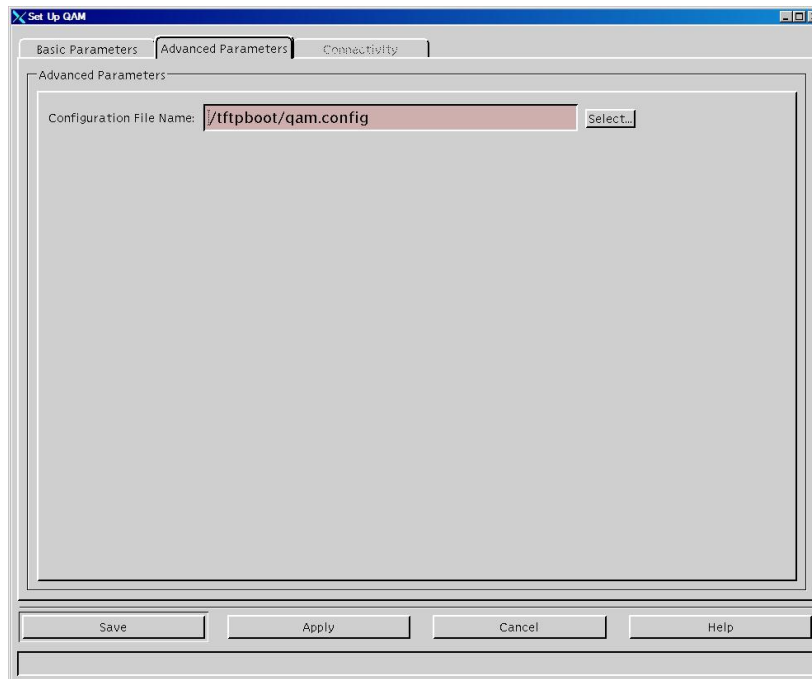 Set Up QAM
Basic Parameters Advanced Parameters Connectivity
Advanced Parameters
Configuration File Name: /tftpboot/qam.config Select...
Save Apply Cancel Help